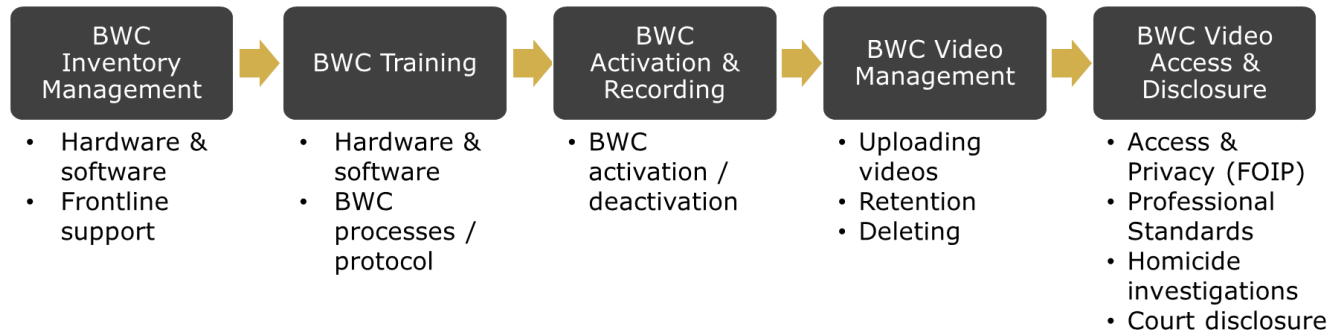 BWC
Inventory
Management
BWC Training
BWC
Activation &
Recording
BWC Video
Management
BWC Video
Access &
Disclosure
• Hardware &
software
• Frontline
support
• Hardware &
software
• BWC
processes /
protocol
• BWC
activation /
deactivation
• Uploading
videos
• Retention
• Deleting
• Access &
Privacy (FOIP)
• Professional
Standards
• Homicide
investigations
• Court disclosure